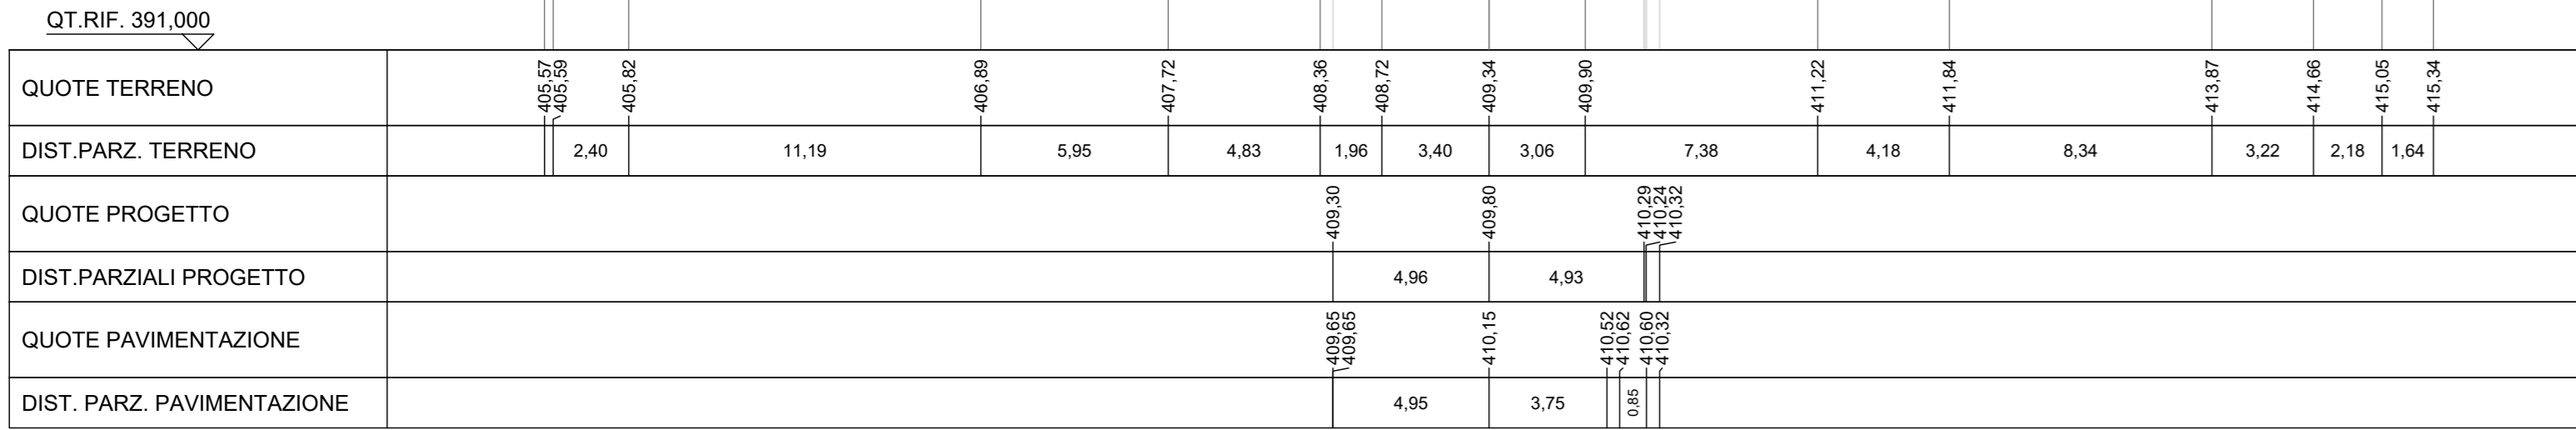 QT.RIF. 391,000
QUOTE TERRENO 405,57 405,59 405,82 406,89 407,72 408,36 408,72 409,34 409,90 411,22 411,84 413,87 414,66 415,05 415,34
DIST.PARZ. TERRENO 2,40 11,19 5,95 4,83 1,96 3,40 3,06 7,38 4,18 8,34 3,22 2,18 1,64
QUOTE PROGETTO 409,30 409,80 410,29 410,24 410,32
DIST.PARZIALI PROGETTO 4,96 4,93
QUOTE PAVIMENTAZIONE 409,65 409,65 410,15 410,52 410,62 410,60 410,32
DIST. PARZ. PAVIMENTAZIONE 4,95 3,75 0,85